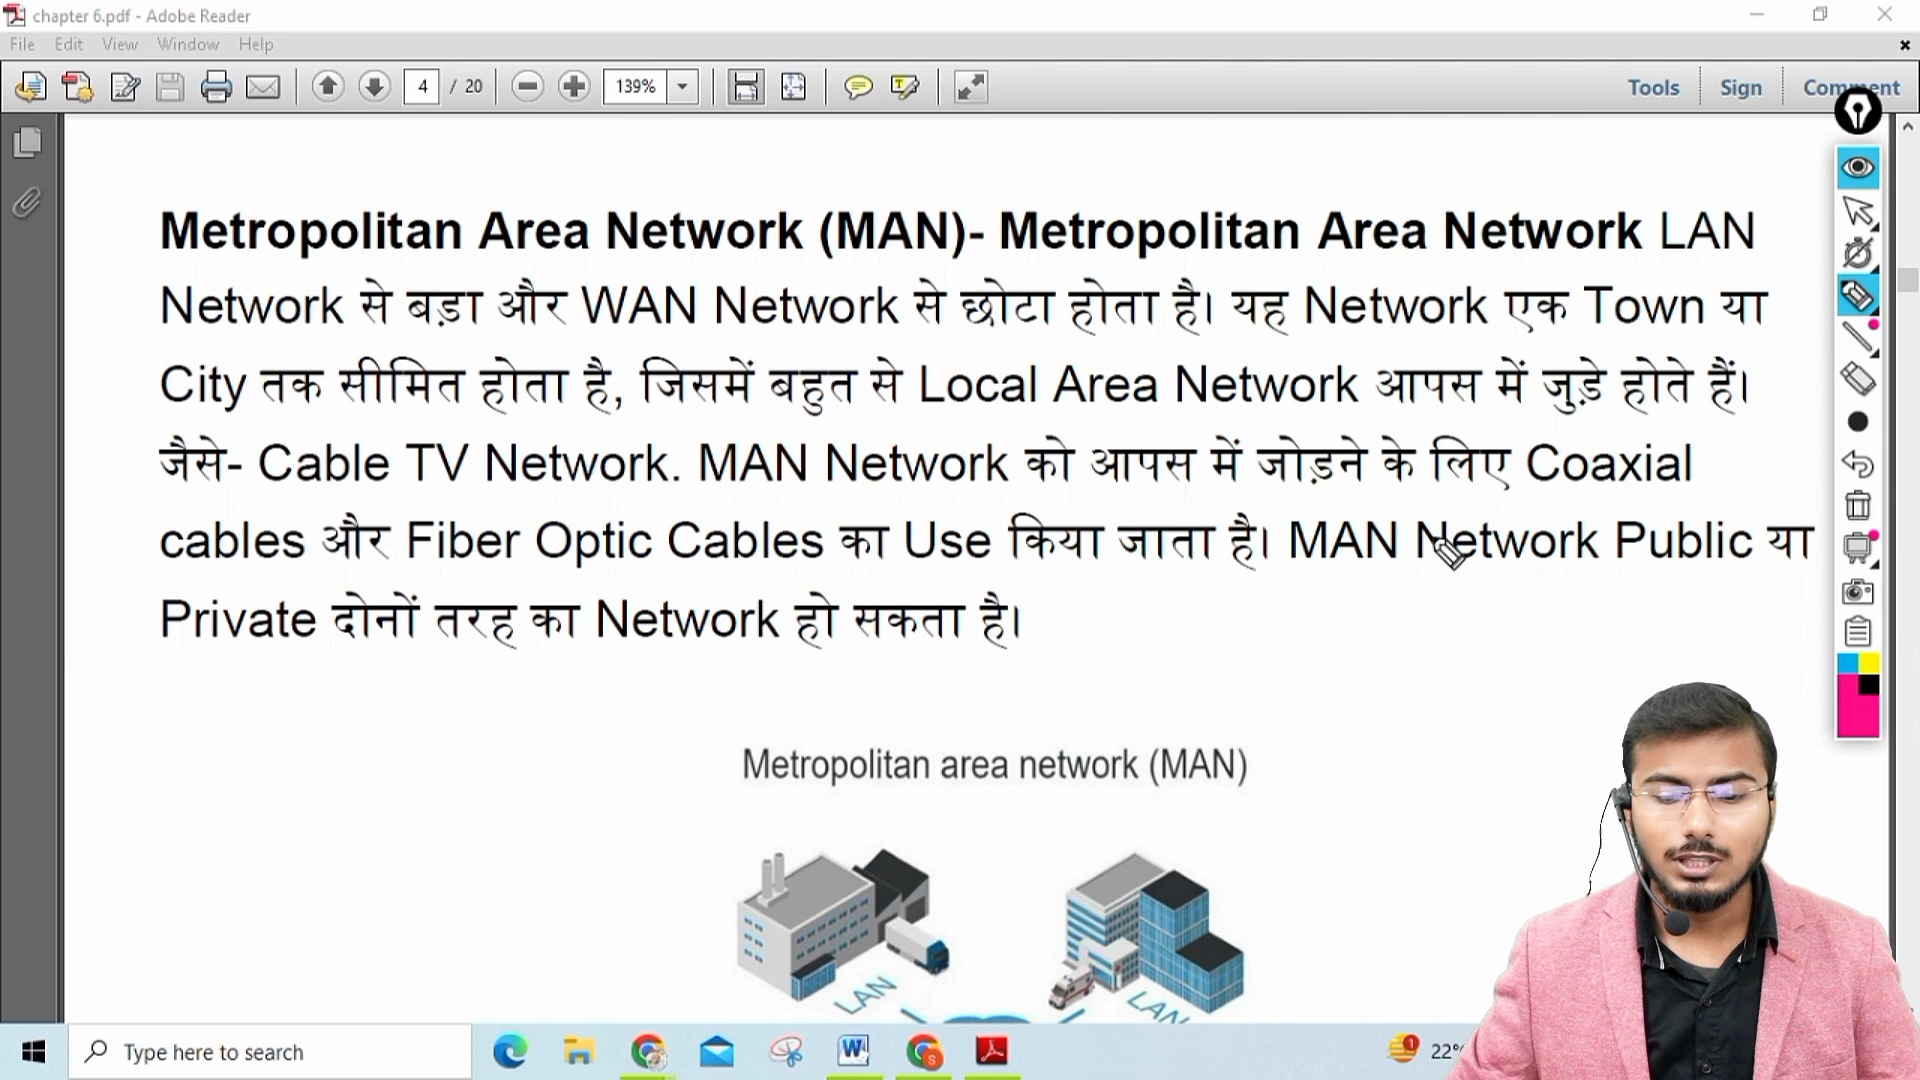 chapter 6.pdf - Adobe Reader
File Edit View Window Help
4 / 20 139% Tools Sign Comment
Metropolitan Area Network (MAN)- Metropolitan Area Network LAN
Network से बड़ा और WAN Network से छोटा होता है। यह Network एक Town या
City तक सीमित होता है, जिसमें बहुत से Local Area Network आपस में जुड़े होते हैं।
जैसे- Cable TV Network. MAN Network को आपस में जोड़ने के लिए Coaxial
cables और Fiber Optic Cables का Use किया जाता है। MAN Network Public या
Private दोनों तरह का Network हो सकता है।
Metropolitan area network (MAN)
LAN LAN
Type here to search 22°